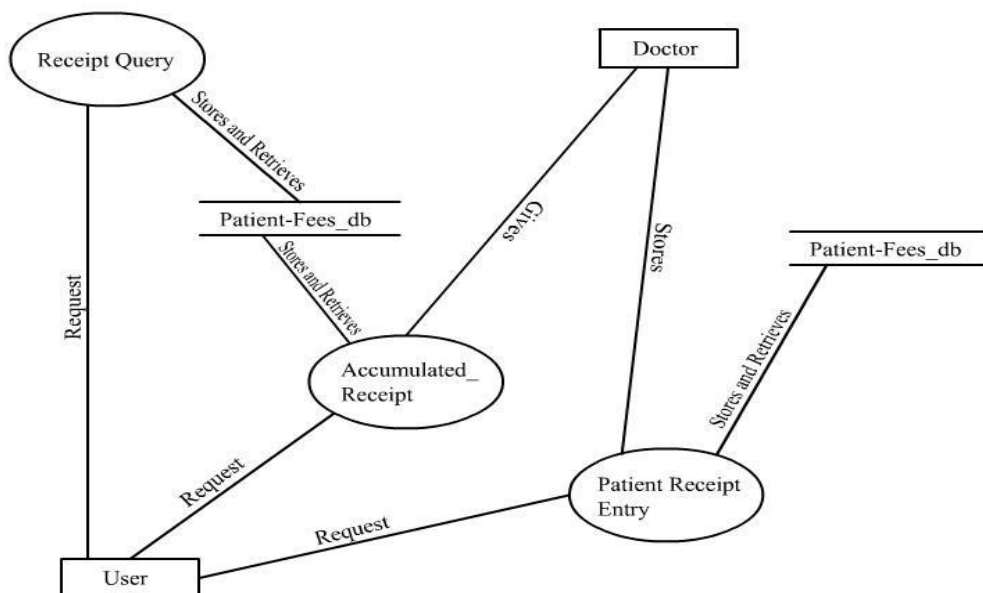 Receipt Query
Doctor
Stores and Retrieves
Patient-Fees_db
Gives
Stores
Patient-Fees_db
Request
Stores and Retrieves
Stores and Retrieves
Accumulated_
Receipt
Request
Patient Receipt
Entry
Request
User